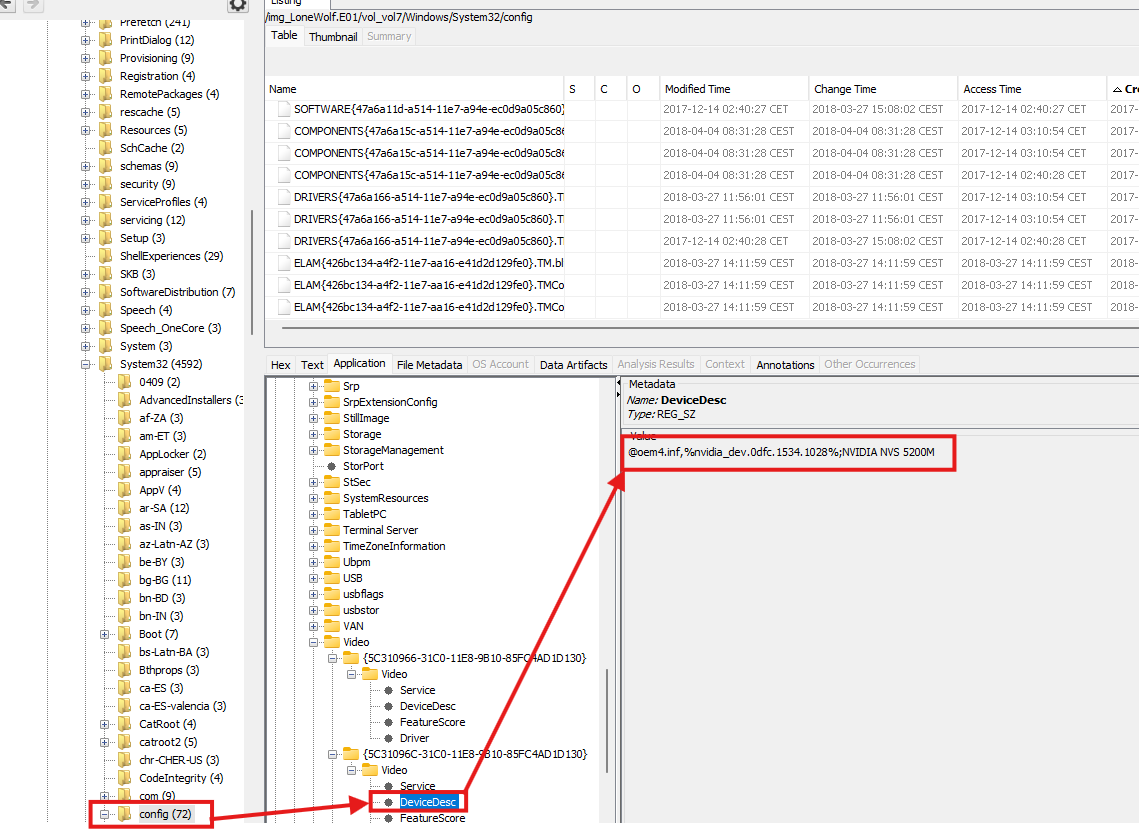 Listing
/img_LoneWolf.E01/vol_vol7/Windows/System32/config
Table Thumbnail Summary
Name S C O Modified Time Change Time Access Time
SOFTWARE{47a6a11d-a514-11e7-a94e-ec0d9a05c860} 2017-12-14 02:40:27 CET 2018-03-27 15:08:02 CEST 2017-12-14 02:40:27 CET 2017-
COMPONENTS{47a6a15c-a514-11e7-a94e-ec0d9a05c86 2018-04-04 08:31:28 CEST 2018-04-04 08:31:28 CEST 2017-12-14 03:10:54 CET 2017-
COMPONENTS{47a6a15c-a514-11e7-a94e-ec0d9a05c86 2018-04-04 08:31:28 CEST 2018-04-04 08:31:28 CEST 2017-12-14 03:10:54 CET 2017-
COMPONENTS{47a6a15c-a514-11e7-a94e-ec0d9a05c86 2018-04-04 08:31:28 CEST 2018-04-04 08:31:28 CEST 2017-12-14 03:10:54 CET 2017-
DRIVERS{47a6a166-a514-11e7-a94e-ec0d9a05c860}.TI 2018-03-27 11:56:01 CEST 2018-03-27 11:56:01 CEST 2017-12-14 02:40:28 CET 2017-
DRIVERS{47a6a166-a514-11e7-a94e-ec0d9a05c860}.TI 2018-03-27 11:56:01 CEST 2018-03-27 11:56:01 CEST 2017-12-14 02:40:28 CET 2017-
DRIVERS{47a6a166-a514-11e7-a94e-ec0d9a05c860}.TI 2017-12-14 02:40:28 CET 2018-03-27 15:08:02 CEST 2017-12-14 02:40:28 CET 2017-
ELAM{426bc134-a4f2-11e7-aa16-e41d2d129fe0}.TM.bl 2018-03-27 14:11:59 CEST 2018-03-27 14:11:59 CEST 2018-03-27 14:11:59 CEST 2018-
ELAM{426bc134-a4f2-11e7-aa16-e41d2d129fe0}.TMCo 2018-03-27 14:11:59 CEST 2018-03-27 14:11:59 CEST 2018-03-27 14:11:59 CEST 2018-
ELAM{426bc134-a4f2-11e7-aa16-e41d2d129fe0}.TMCo 2018-03-27 14:11:59 CEST 2018-03-27 14:11:59 CEST 2018-03-27 14:11:59 CEST 2018-
Prefetch (241)
PrintDialog (12)
Provisioning (9)
Registration (4)
RemotePackages (4)
rescache (5)
Resources (5)
SchCache (2)
schemas (9)
security (9)
ServiceProfiles (4)
servicing (12)
Setup (3)
ShellExperiences (29)
SKB (3)
SoftwareDistribution (7)
Speech (4)
Speech_OneCore (3)
System (3)
System32 (4592)
0409 (2)
AdvancedInstallers (3
af-ZA (3)
am-ET (3)
AppLocker (2)
appraiser (5)
AppV (4)
ar-SA (12)
as-IN (3)
az-Latn-AZ (3)
be-BY (3)
bg-BG (11)
bn-BD (3)
bn-IN (3)
Boot (7)
bs-Latn-BA (3)
Bthprops (3)
ca-ES (3)
ca-ES-valencia (3)
CatRoot (4)
catroot2 (5)
chr-CHER-US (3)
CodeIntegrity (4)
com (9)
config (72)
Hex Text Application File Metadata OS Account Data Artifacts Analysis Results Context Annotations Other Occurrences
Srp
SrpExtensionConfig
StillImage
Storage
StorageManagement
StorPort
StSec
SystemResources
TabletPC
Terminal Server
TimeZoneInformation
Ubpm
USB
usbflags
usbstor
VAN
Video
{5C310966-31C0-11E8-9B10-85FC4AD1D130}
Video
Service
DeviceDesc
FeatureScore
Driver
{5C31096C-31C0-11E8-9B10-85FC4AD1D130}
Video
Service
DeviceDesc
FeatureScore
Metadata
Name: DeviceDesc
Type: REG_SZ
Value
@oem4.inf,%nvidia_dev.0dfc.1534.1028%;NVIDIA NVS 5200M